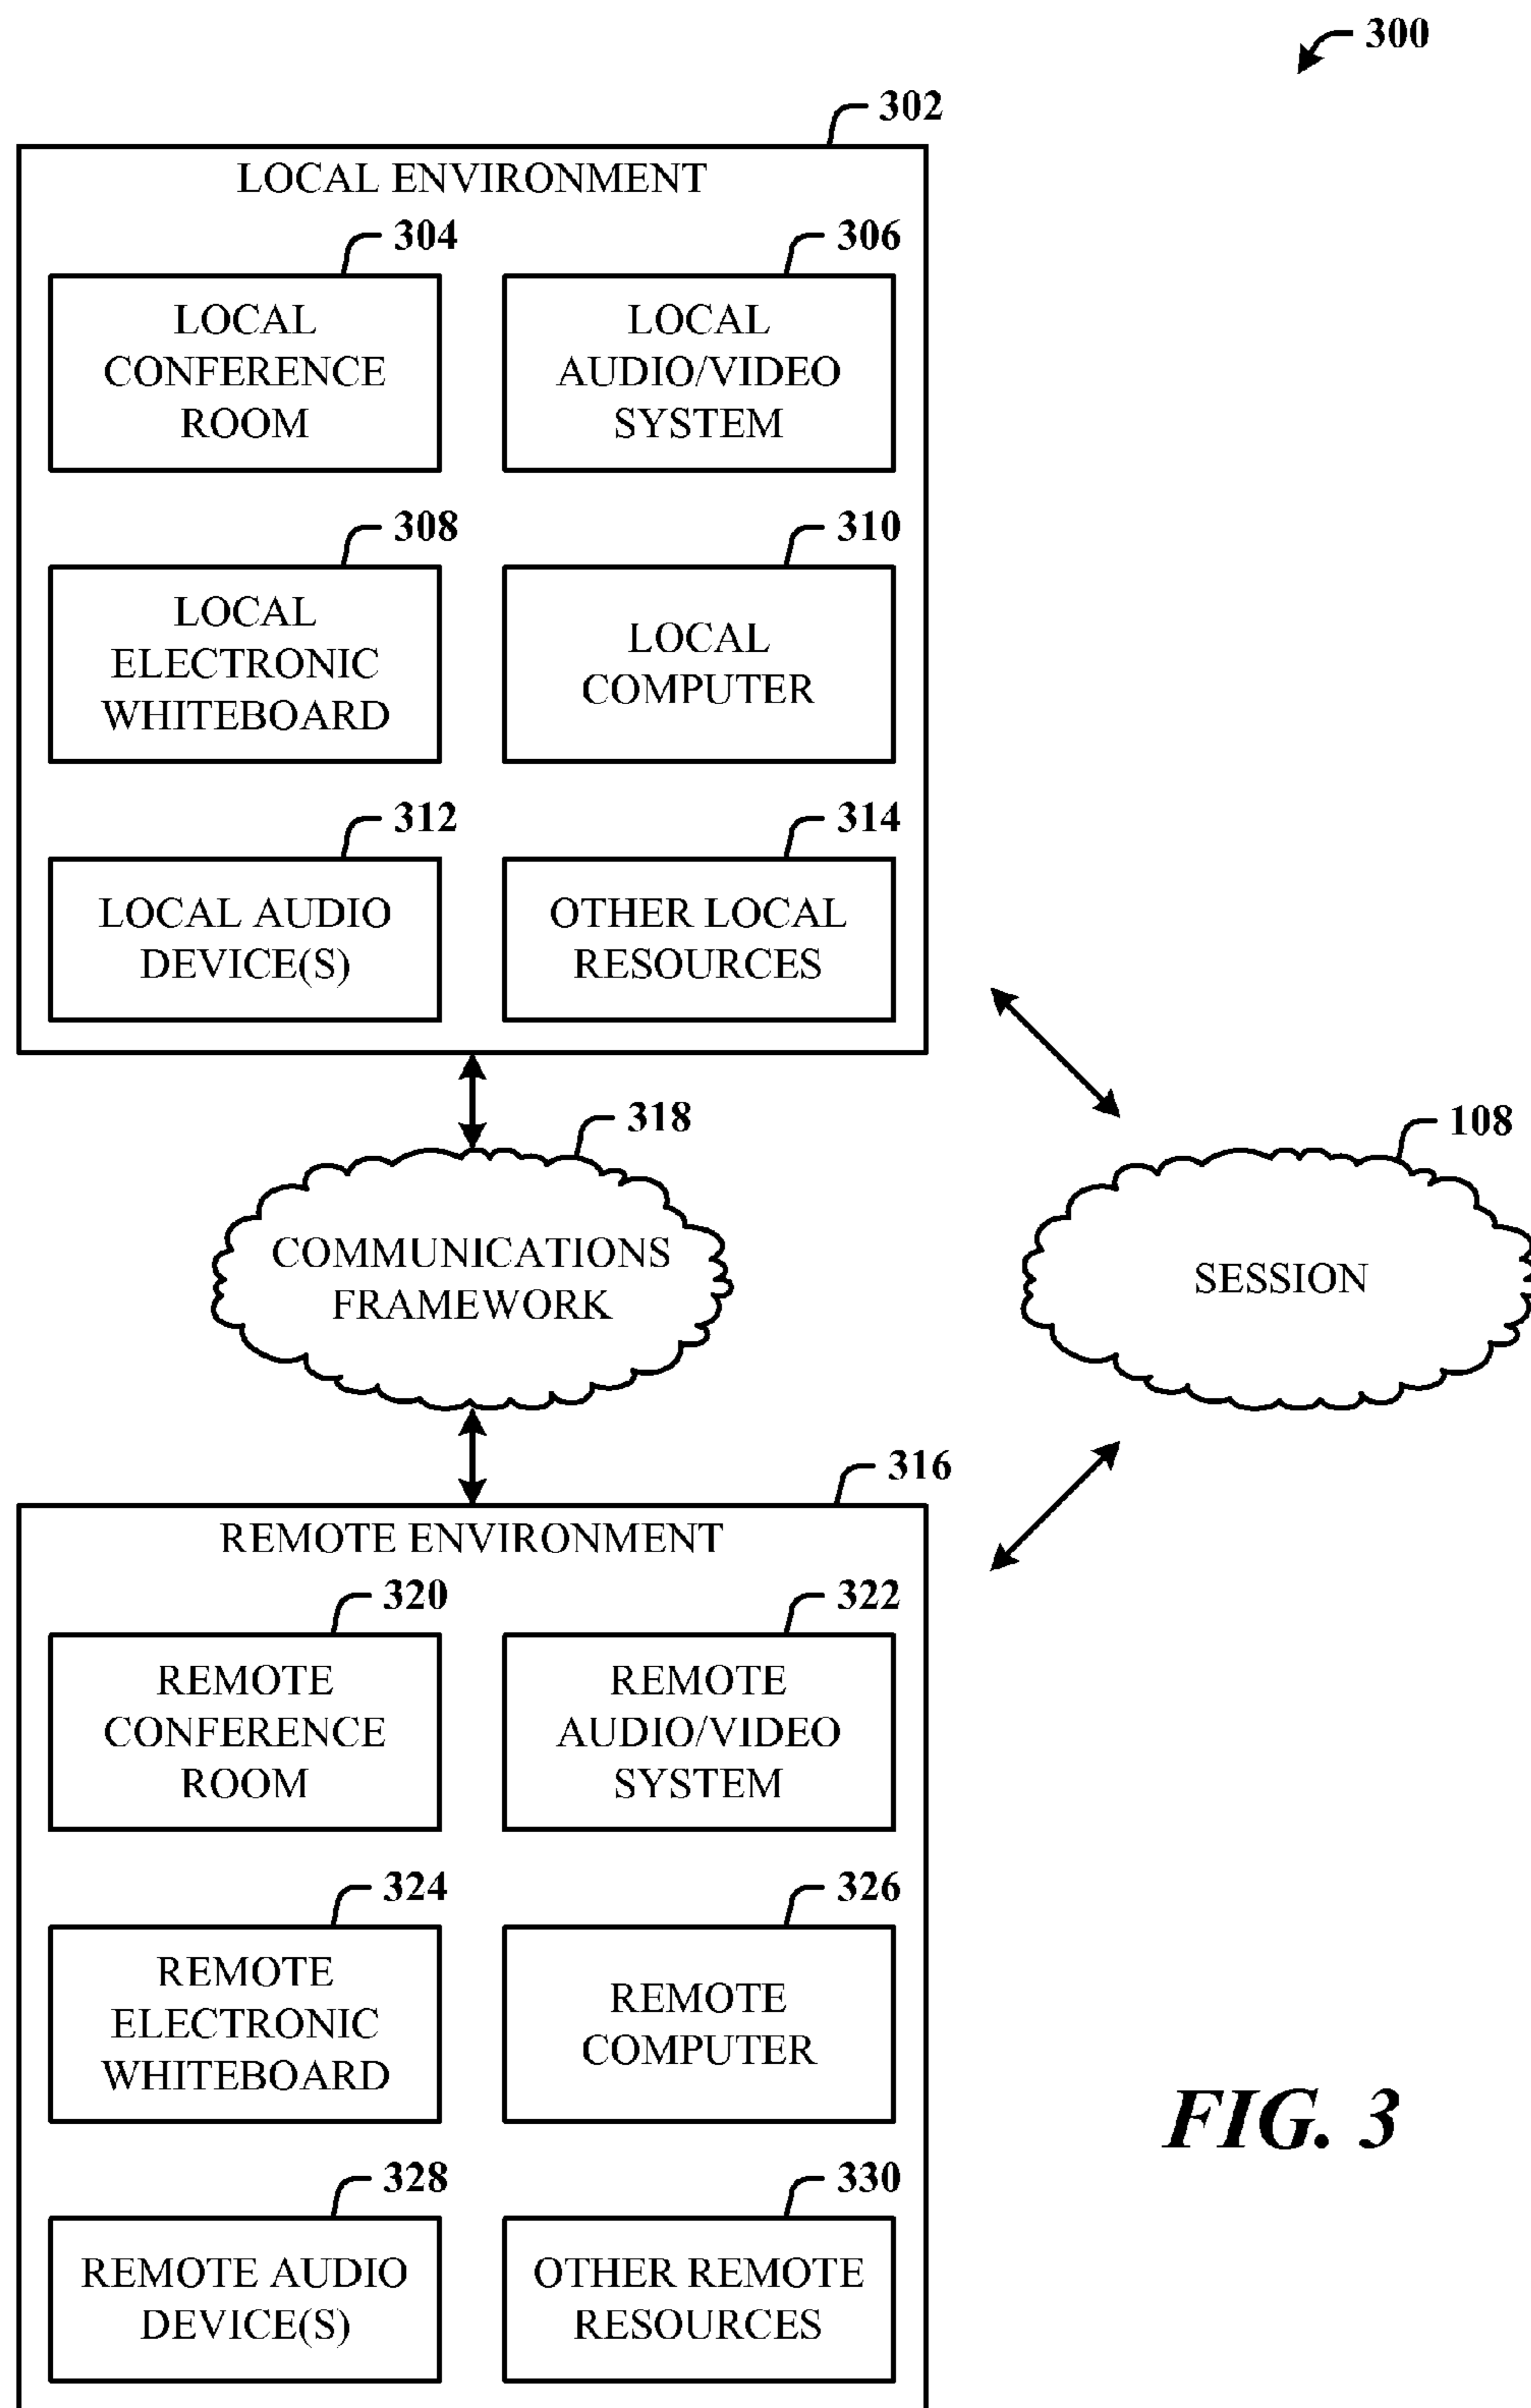 300
302
LOCAL ENVIRONMENT
304
LOCAL
CONFERENCE
ROOM
306
LOCAL
AUDIO/VIDEO
SYSTEM
308
LOCAL
ELECTRONIC
WHITEBOARD
310
LOCAL
COMPUTER
312
LOCAL AUDIO
DEVICE(S)
314
OTHER LOCAL
RESOURCES
318
COMMUNICATIONS
FRAMEWORK
108
SESSION
316
REMOTE ENVIRONMENT
320
REMOTE
CONFERENCE
ROOM
322
REMOTE
AUDIO/VIDEO
SYSTEM
324
REMOTE
ELECTRONIC
WHITEBOARD
326
REMOTE
COMPUTER
328
REMOTE AUDIO
DEVICE(S)
330
OTHER REMOTE
RESOURCES
FIG. 3